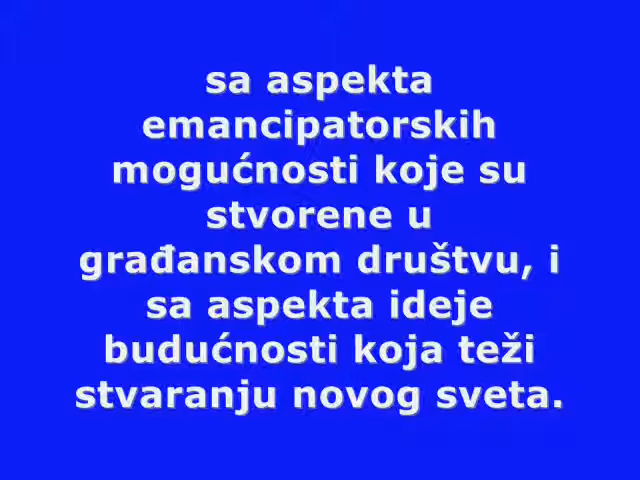 sa aspekta
emancipatorskih
mogućnosti koje su
stvorene u
građanskom društvu, i
sa aspekta ideje
budućnosti koja teži
stvaranju novog sveta.